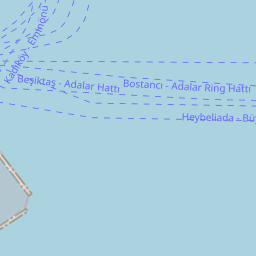 Kadıköy - Eminönü
Beşiktaş - Adalar Hattı
Bostancı - Adalar Ring Hattı
Heybeliada - Bü